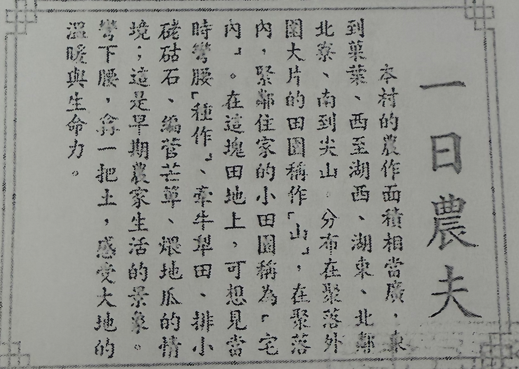 一日農夫
本村的農作面積相當廣，東
到菓葉、西至湖西、湖東、北鄰
北寮、南到尖山，分布在聚落外
圍大片的田園稱作「山」，在聚落
內，緊鄰住家的小田園稱為「宅
內」。在這塊田地上，可想見當
時彎腰「種作」、牽牛犁田、排小
硓𥑮石、編菅芒草、煨地瓜的情
境；這是早期農家生活的景象。
彎下腰，一把土，感受大地的
溫暖與生命力。